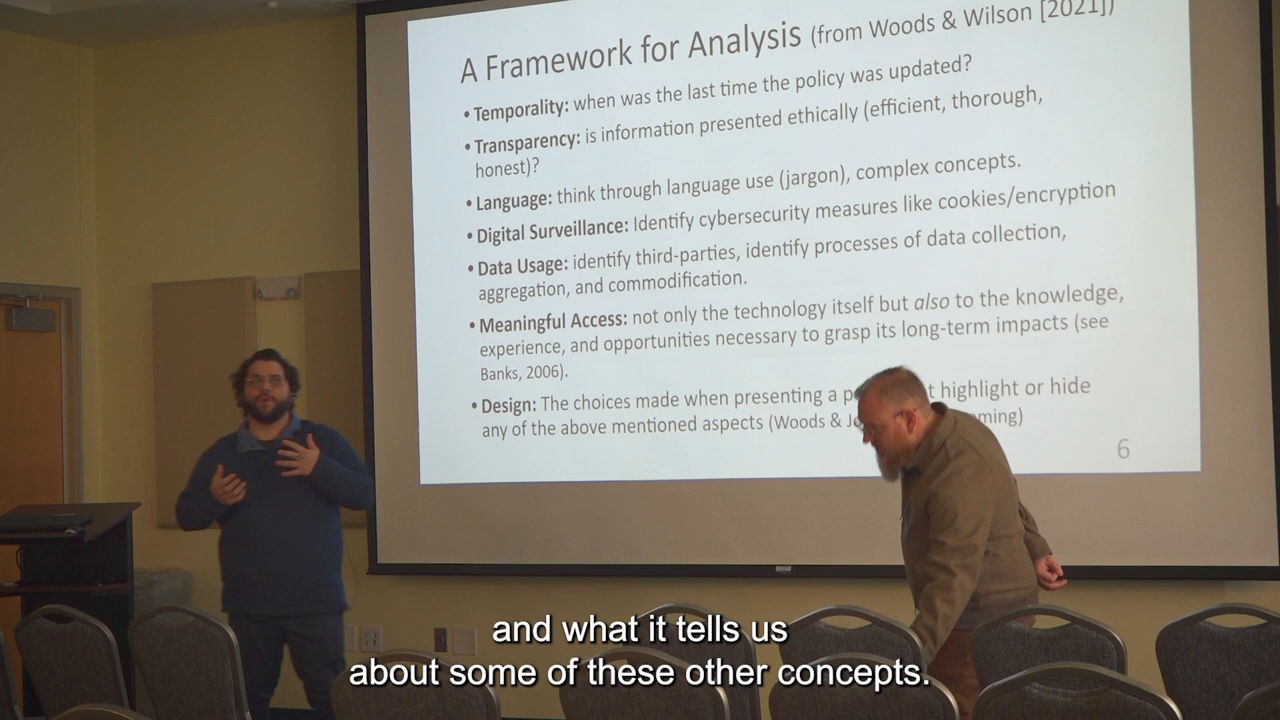 A Framework for Analysis (from Woods & Wilson [2021])
• Temporality: when was the last time the policy was updated?
• Transparency: is information presented ethically (efficient, thorough,
honest)?
• Language: think through language use (jargon), complex concepts.
• Digital Surveillance: Identify cybersecurity measures like cookies/encryption
• Data Usage: identify third-parties, identify processes of data collection,
aggregation, and commodification.
• Meaningful Access: not only the technology itself but also to the knowledge,
experience, and opportunities necessary to grasp its long-term impacts (see
Banks, 2006).
• Design: The choices made when presenting a highlight or hide
any of the above mentioned aspects (Woods &
6
and what it tells us
about some of these other concepts.